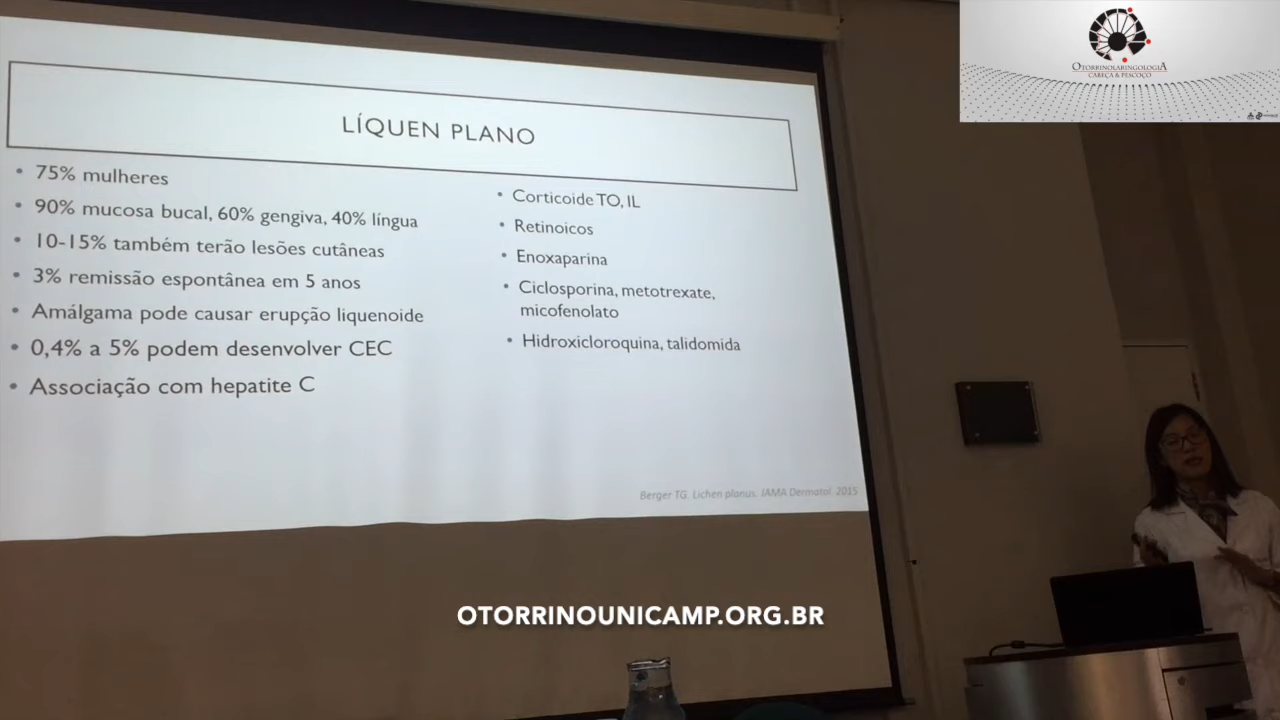 LÍQUEN PLANO
75% mulheres
90% mucosa bucal, 60% gengiva, 40% língua
10-15% também terão lesões cutâneas
3% remissão espontânea em 5 anos
Amálgama pode causar erupção liquenoide
0,4% a 5% podem desenvolver CEC
Associação com hepatite C
Corticoide TO, IL
Retinoicos
Enoxaparina
Ciclosporina, metotrexate,
micofenolato
Hidroxicloroquina, talidomida
Berger TG. Lichen planus. JAMA Dermatol. 2015
OTORRINOLARINGOLOGIA
CABEÇA & PESCOÇO
OTORRINOUNICAMP.ORG.BR